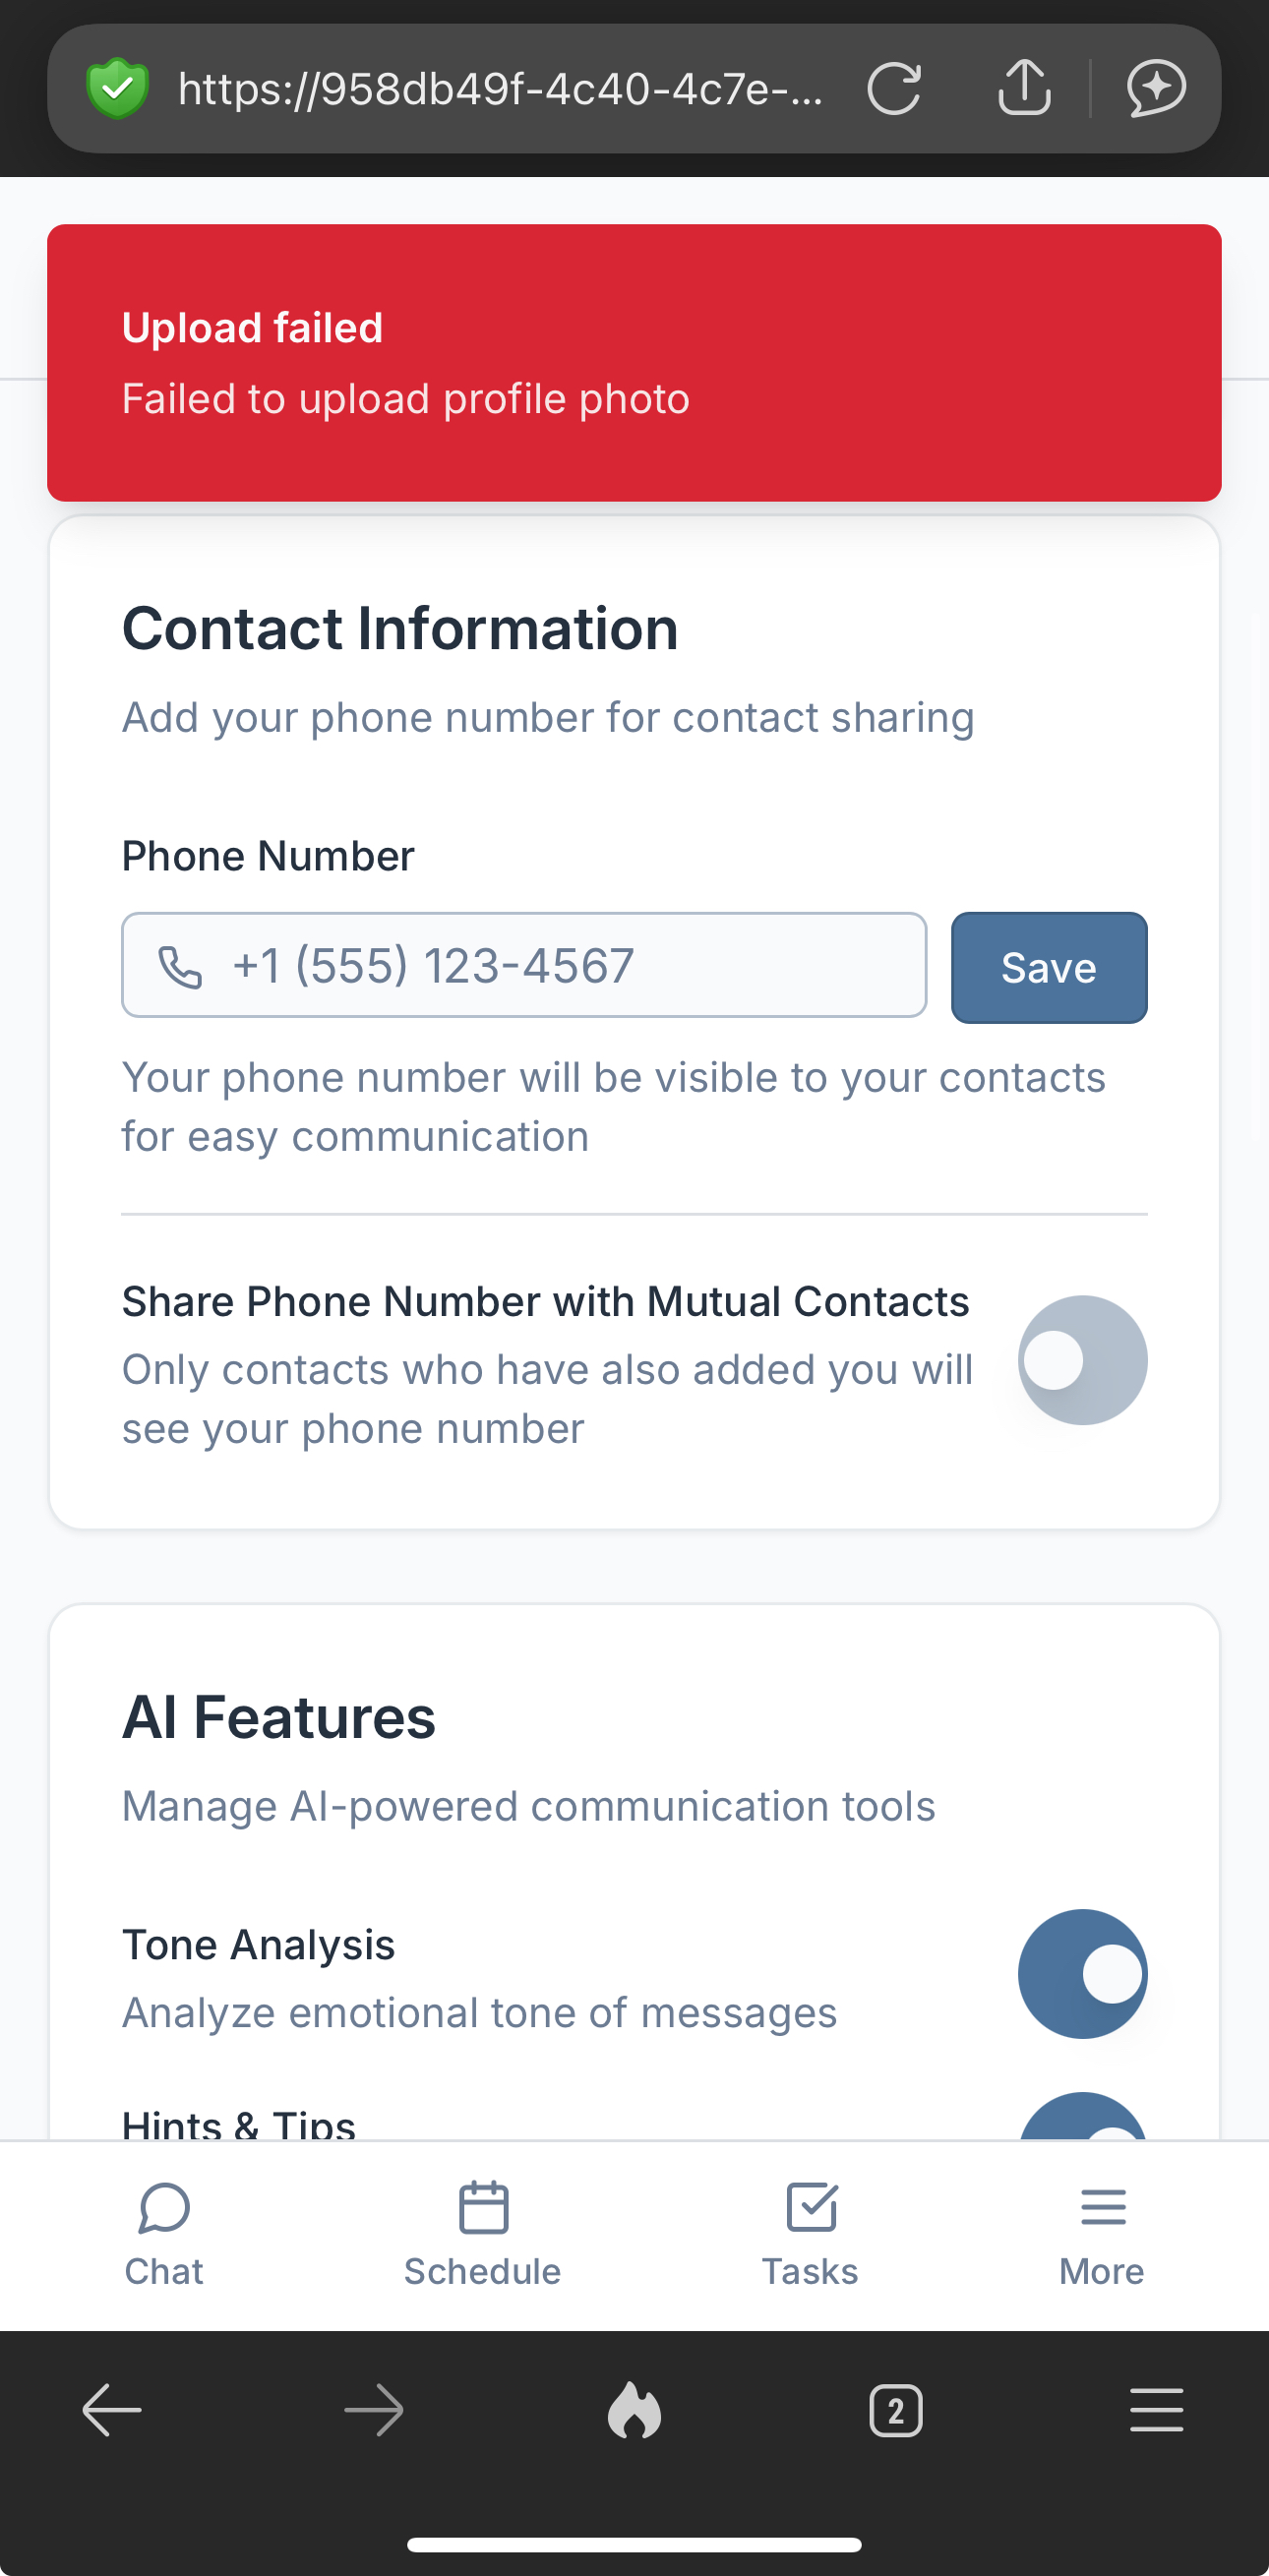 https://958db49f-4c40-4c7e-...
Upload failed
Failed to upload profile photo
Contact Information
Add your phone number for contact sharing
Phone Number
+1 (555) 123-4567
Save
Your phone number will be visible to your contacts
for easy communication
Share Phone Number with Mutual Contacts
Only contacts who have also added you will
see your phone number
AI Features
Manage AI-powered communication tools
Tone Analysis
Analyze emotional tone of messages
Hints & Tips
Chat
Schedule
Tasks
More
2